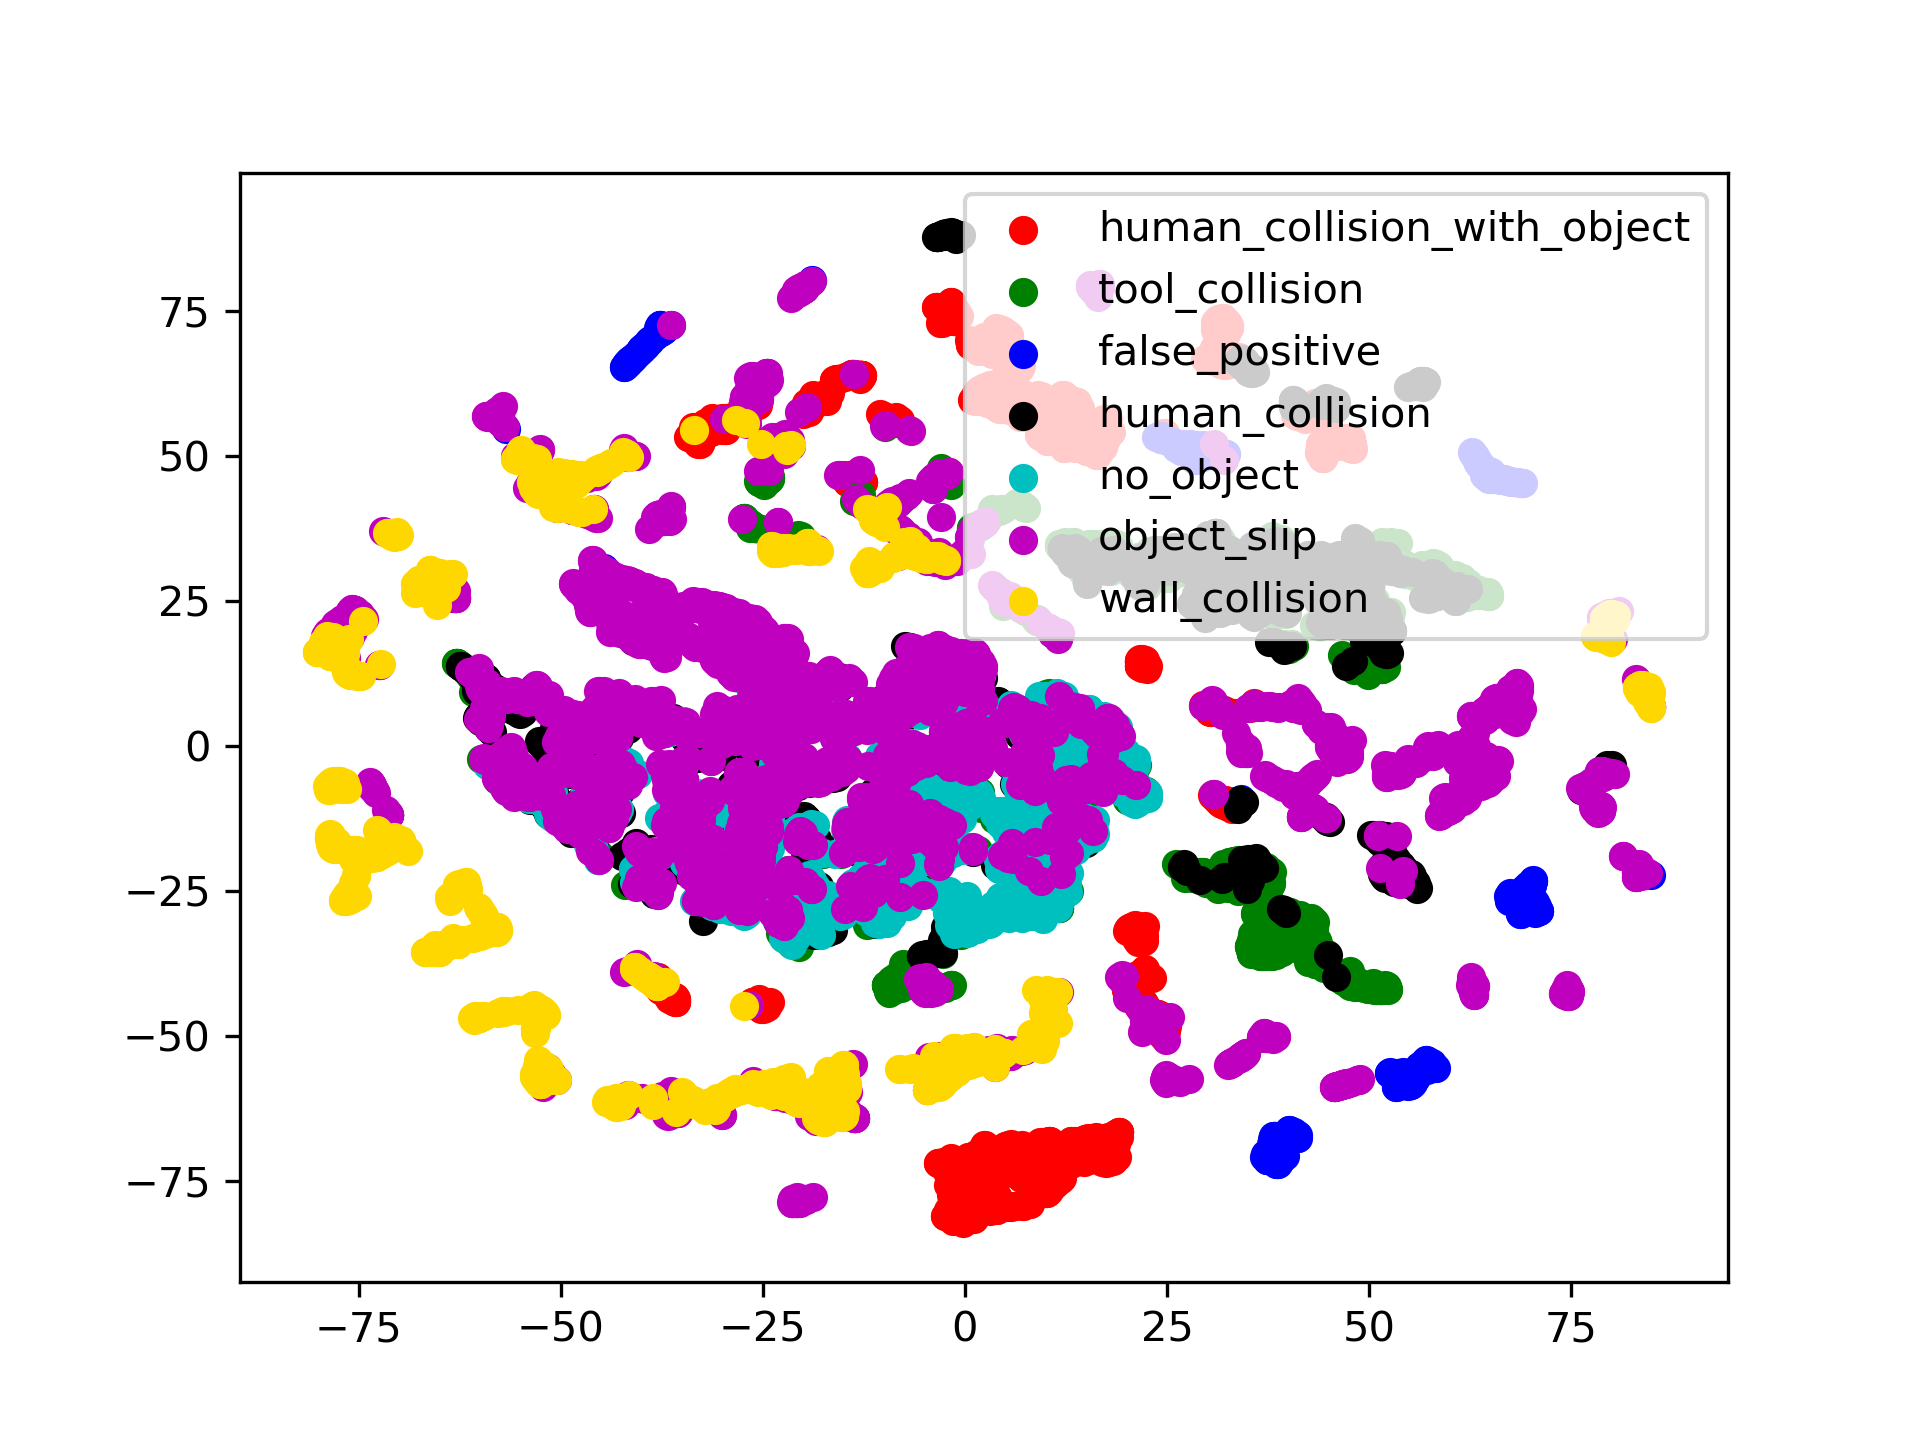 human_collision_with_object
tool_collision
false_positive
human_collision
no_object
object_slip
wall_collision
75
50
25
0
−25
−50
−75
−75 −50 −25 0 25 50 75